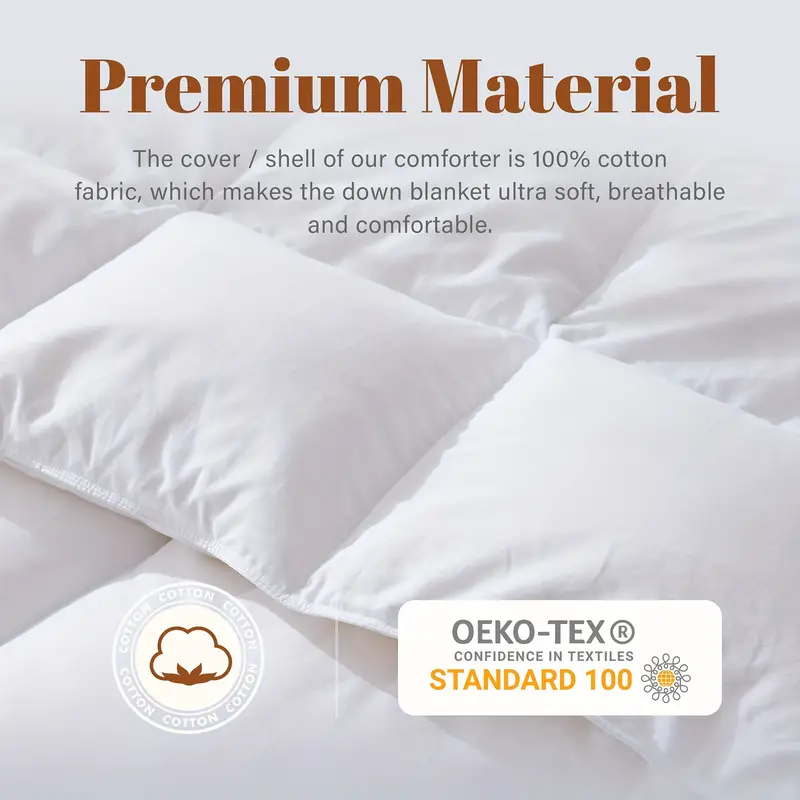 Premium Material
The cover / shell of our comforter is 100% cotton
fabric, which makes the down blanket ultra soft, breathable
and comfortable.
COTTON COTTON COTTON COTTON COTTON COTTON COTTON
OEKO-TEX®
CONFIDENCE IN TEXTILES
STANDARD 100